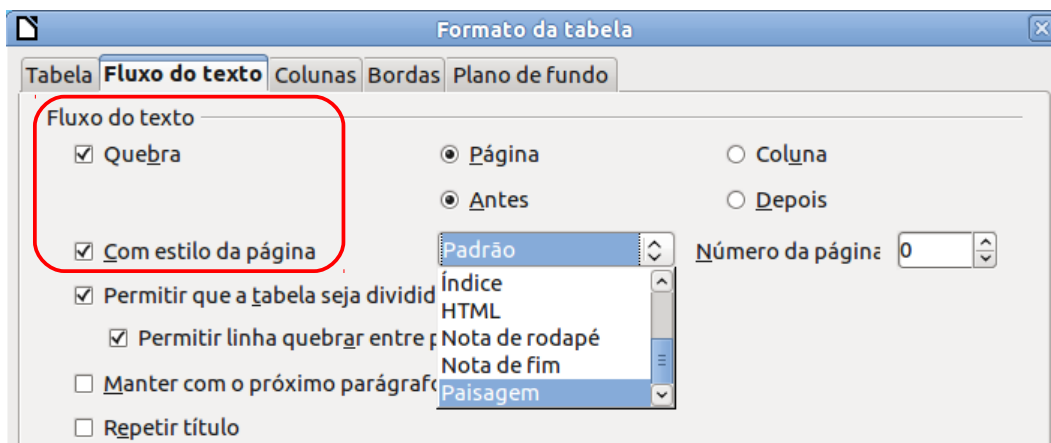 Formato da tabela
Tabela Fluxo do texto Colunas Bordas Plano de fundo
Fluxo do texto
Quebra Página Coluna
Antes Depois
Com estilo da página Padrão Número da página 0
Índice
Permitir que a tabela seja dividid
HTML
Permitir linha quebrar entre p Nota de rodapé
Nota de fim
Manter com o próximo parágrafo Paisagem
Repetir título